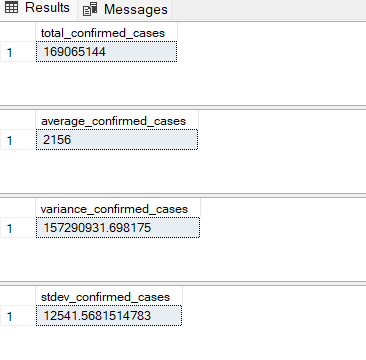 Results Messages
total_confirmed_cases
1 169065144
average_confirmed_cases
1 2156
variance_confirmed_cases
1 157290931.698175
stdev_confirmed_cases
1 12541.5681514783